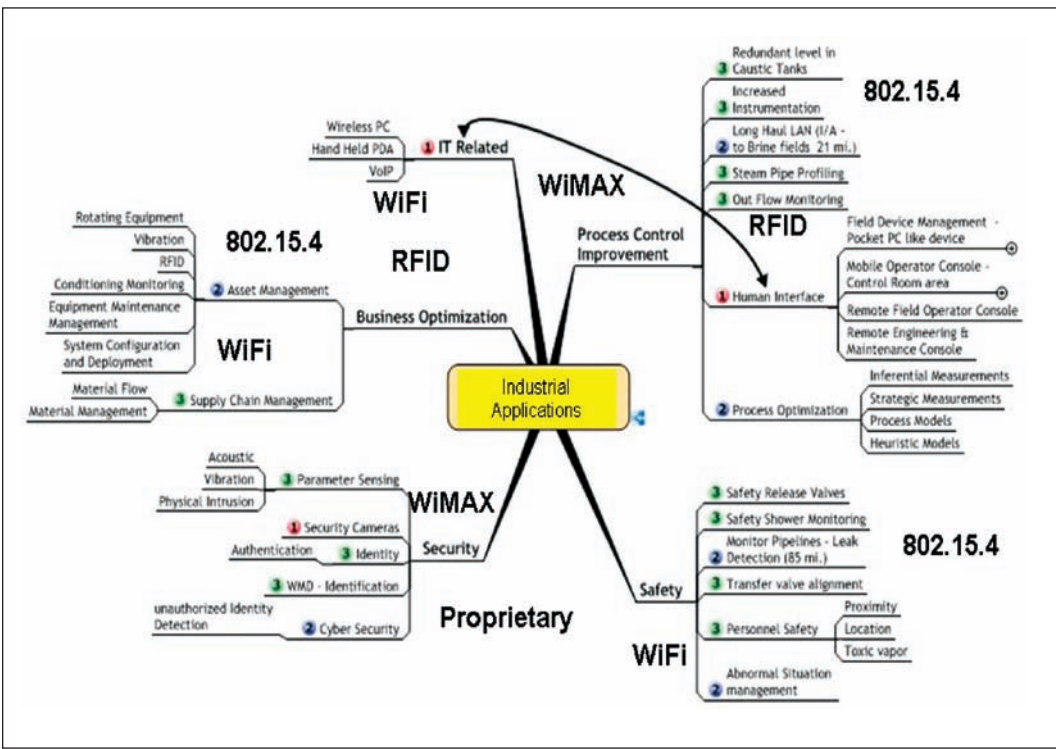 Industrial
Applications
1 IT Related
Wireless PC
Hand Held PDA
VoIP
WiFi
WiMAX
RFID
Business Optimization
2 Asset Management
Rotating Equipment
Vibration
RFID
Conditioning Monitoring
Equipment Maintenance
Management
System Configuration
and Deployment
802.15.4
WiFi
3 Supply Chain Management
Material Flow
Material Management
Security
3 Parameter Sensing
Acoustic
Vibration
Physical Intrusion
WiMAX
1 Security Cameras
3 Identity
Authentication
3 WMD - Identification
2 Cyber Security
unauthorized Identity
Detection
Proprietary
Process Control
Improvement
Redundant level in
3 Caustic Tanks
Increased
3 Instrumentation
Long Haul LAN (I/A -
2 to Brine fields 21 mi.)
3 Steam Pipe Profiling
3 Out Flow Monitoring
802.15.4
RFID
1 Human Interface
Field Device Management -
Pocket PC like device
Mobile Operator Console -
Control Room area
Remote Field Operator Console
Remote Engineering &
Maintenance Console
2 Process Optimization
Inferential Measurements
Strategic Measurements
Process Models
Heuristic Models
Safety
3 Safety Release Valves
3 Safety Shower Monitoring
Monitor Pipelines - Leak
2 Detection (85 mi.)
3 Transfer valve alignment
3 Personnel Safety
Proximity
Location
Toxic vapor
Abnormal Situation
2 management
802.15.4
WiFi